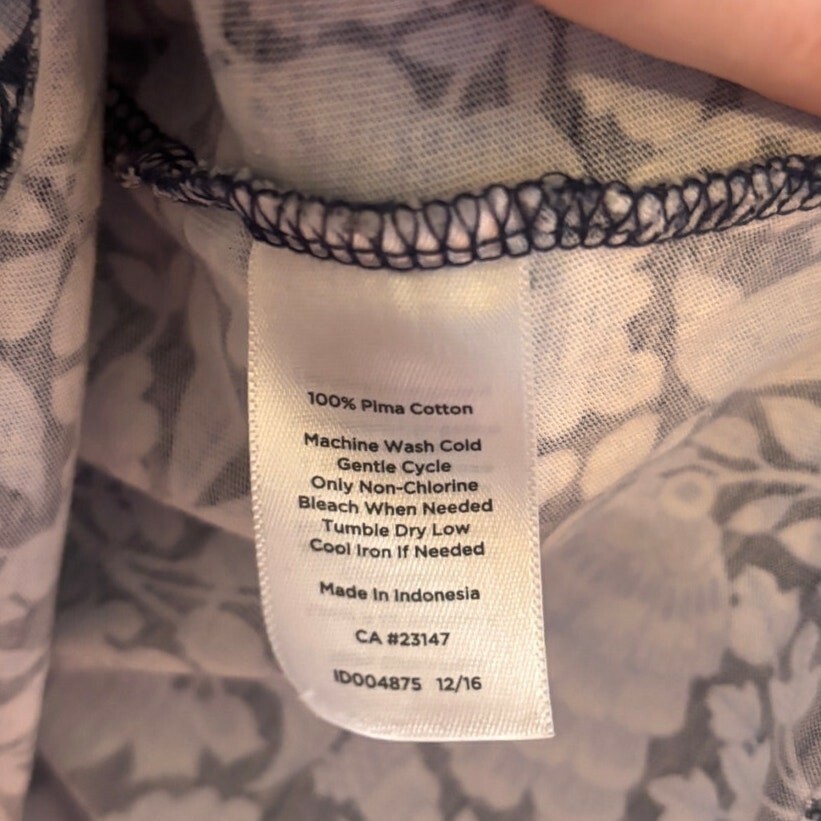 100% Pima Cotton
Machine Wash Cold
Gentle Cycle
Only Non-Chlorine
Bleach When Needed
Tumble Dry Low
Cool Iron If Needed
Made In Indonesia
CA #23147
ID004875 12/16